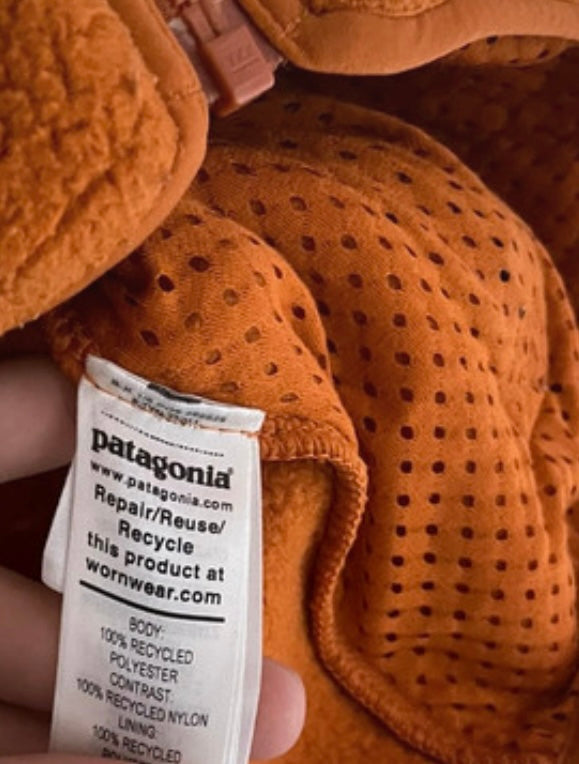 patagonia®
www.patagonia.com
Repair/Reuse/
Recycle
this product at
wornwear.com
BODY:
100% RECYCLED
POLYESTER
CONTRAST:
100% RECYCLED NYLON
LINING:
100% RECYCLED